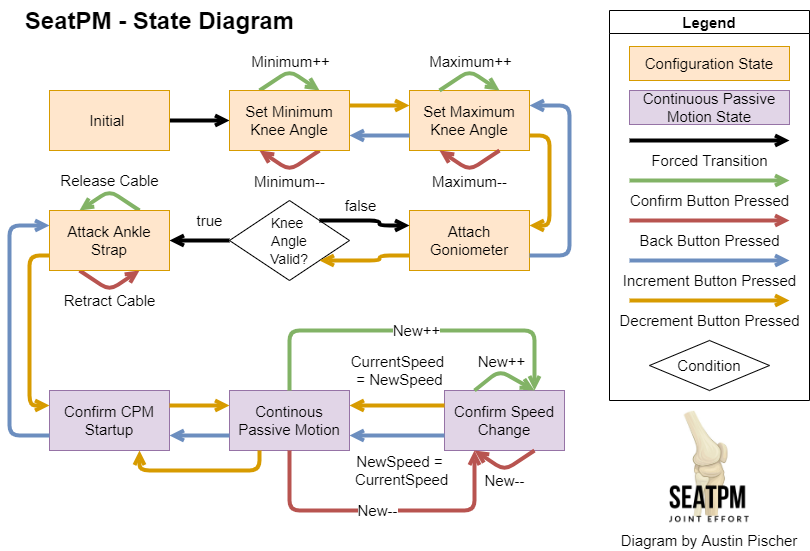 SeatPM - State Diagram
Minimum++
Maximum++
Initial
Set Minimum
Knee Angle
Set Maximum
Knee Angle
Minimum--
Maximum--
Release Cable
true
false
Attack Ankle
Strap
Knee
Angle
Valid?
Attach
Goniometer
Retract Cable
New++
CurrentSpeed
= NewSpeed
New++
Confirm CPM
Startup
Continous
Passive Motion
Confirm Speed
Change
NewSpeed =
CurrentSpeed
New--
New--
Legend
Configuration State
Continuous Passive
Motion State
Forced Transition
Confirm Button Pressed
Back Button Pressed
Increment Button Pressed
Decrement Button Pressed
Condition
SEATPM
JOINT EFFORT
Diagram by Austin Pischer